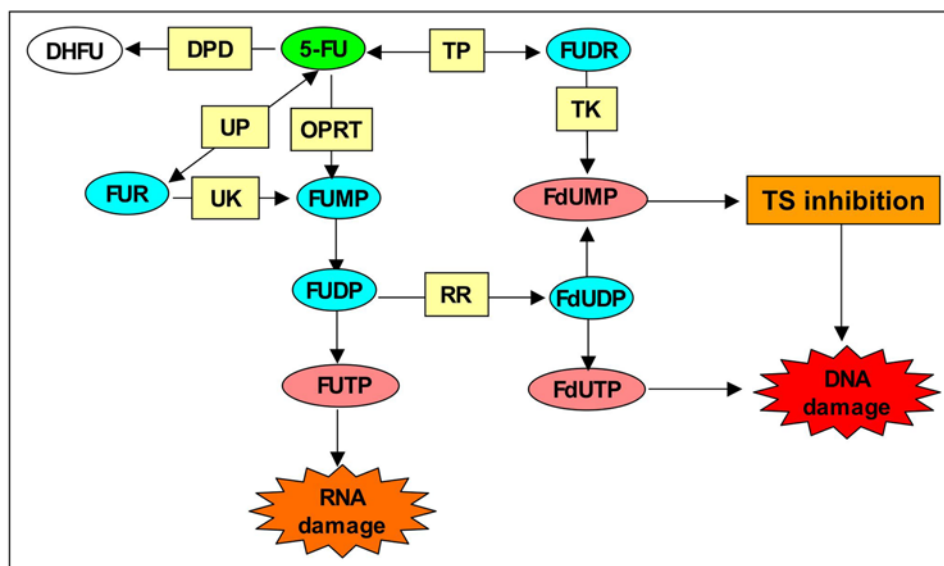 DHFU
DPD
5-FU
TP
FUDR
UP
OPRT
TK
FUR
UK
FUMP
FdUMP
TS inhibition
FUDP
RR
FdUDP
FUTP
FdUTP
DNA
damage
RNA
damage